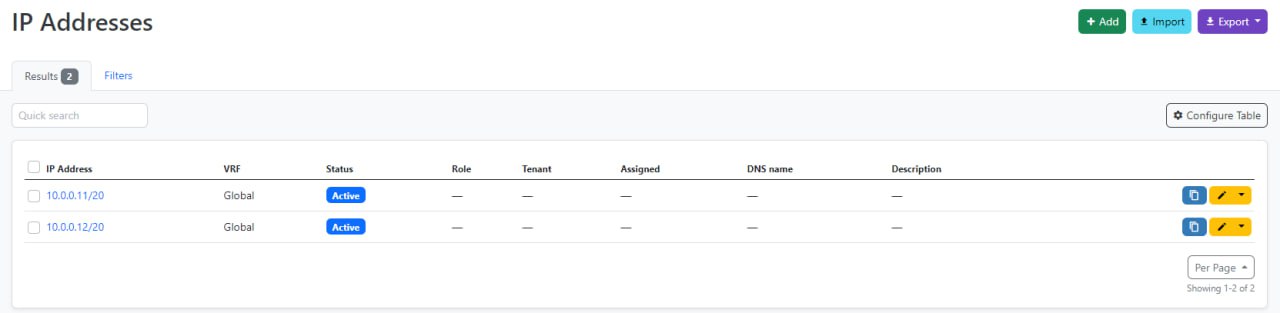 IP Addresses
Add Import Export
Results 2 Filters
Quick search Configure Table
IP Address VRF Status Role Tenant Assigned DNS name Description
10.0.0.11/20 Global Active — — — — —
10.0.0.12/20 Global Active — — — — —
Per Page
Showing 1-2 of 2